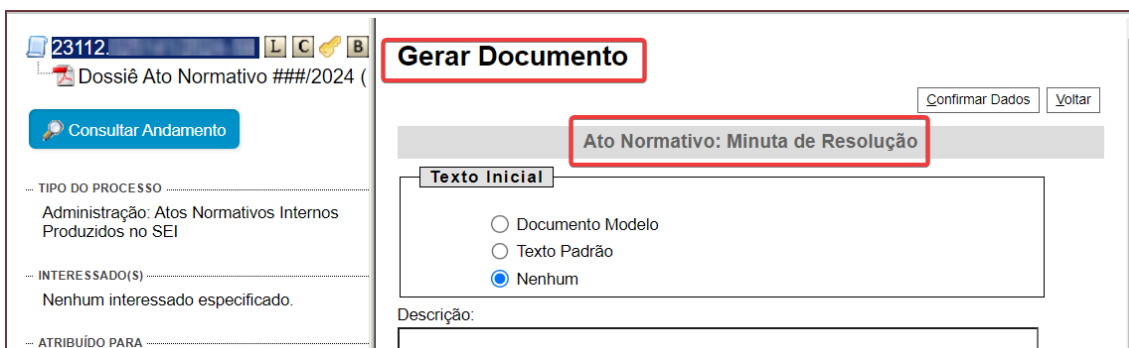 23112.
L C B
Dossiê Ato Normativo ###/2024 (
Consultar Andamento
TIPO DO PROCESSO
Administração: Atos Normativos Internos
Produzidos no SEI
INTERESSADO(S)
Nenhum interessado especificado.
ATRIBUÍDO PARA
Gerar Documento
Confirmar Dados
Voltar
Ato Normativo: Minuta de Resolução
Texto Inicial
Documento Modelo
Texto Padrão
Nenhum
Descrição: